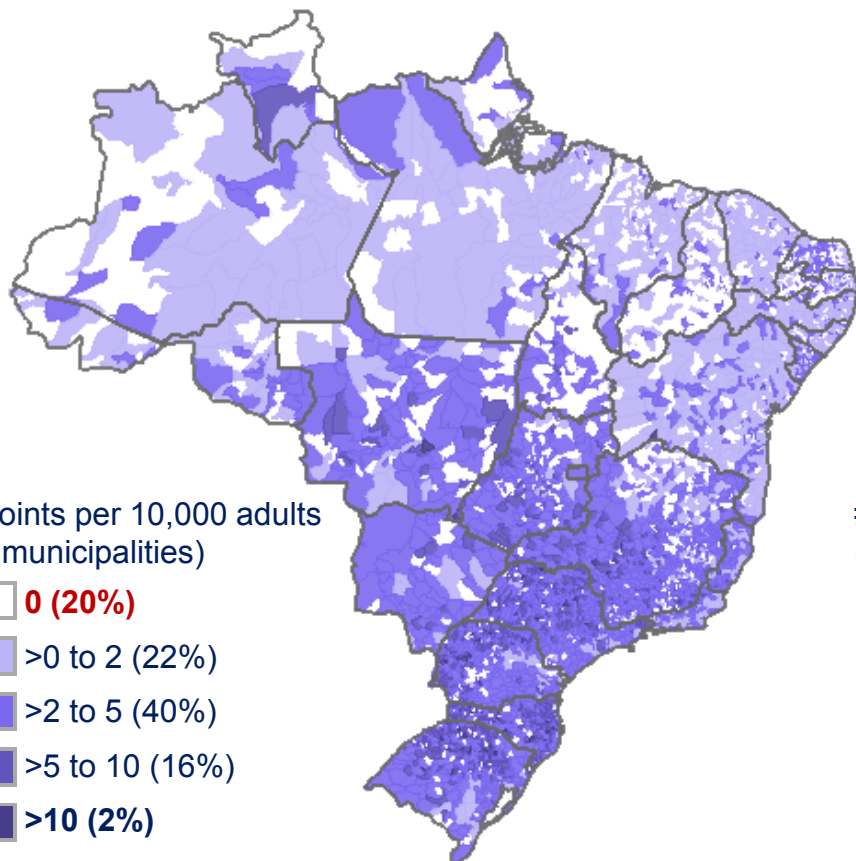 oints per 10,000 adults
municipalities)
0 (20%)
>0 to 2 (22%)
>2 to 5 (40%)
>5 to 10 (16%)
>10 (2%)